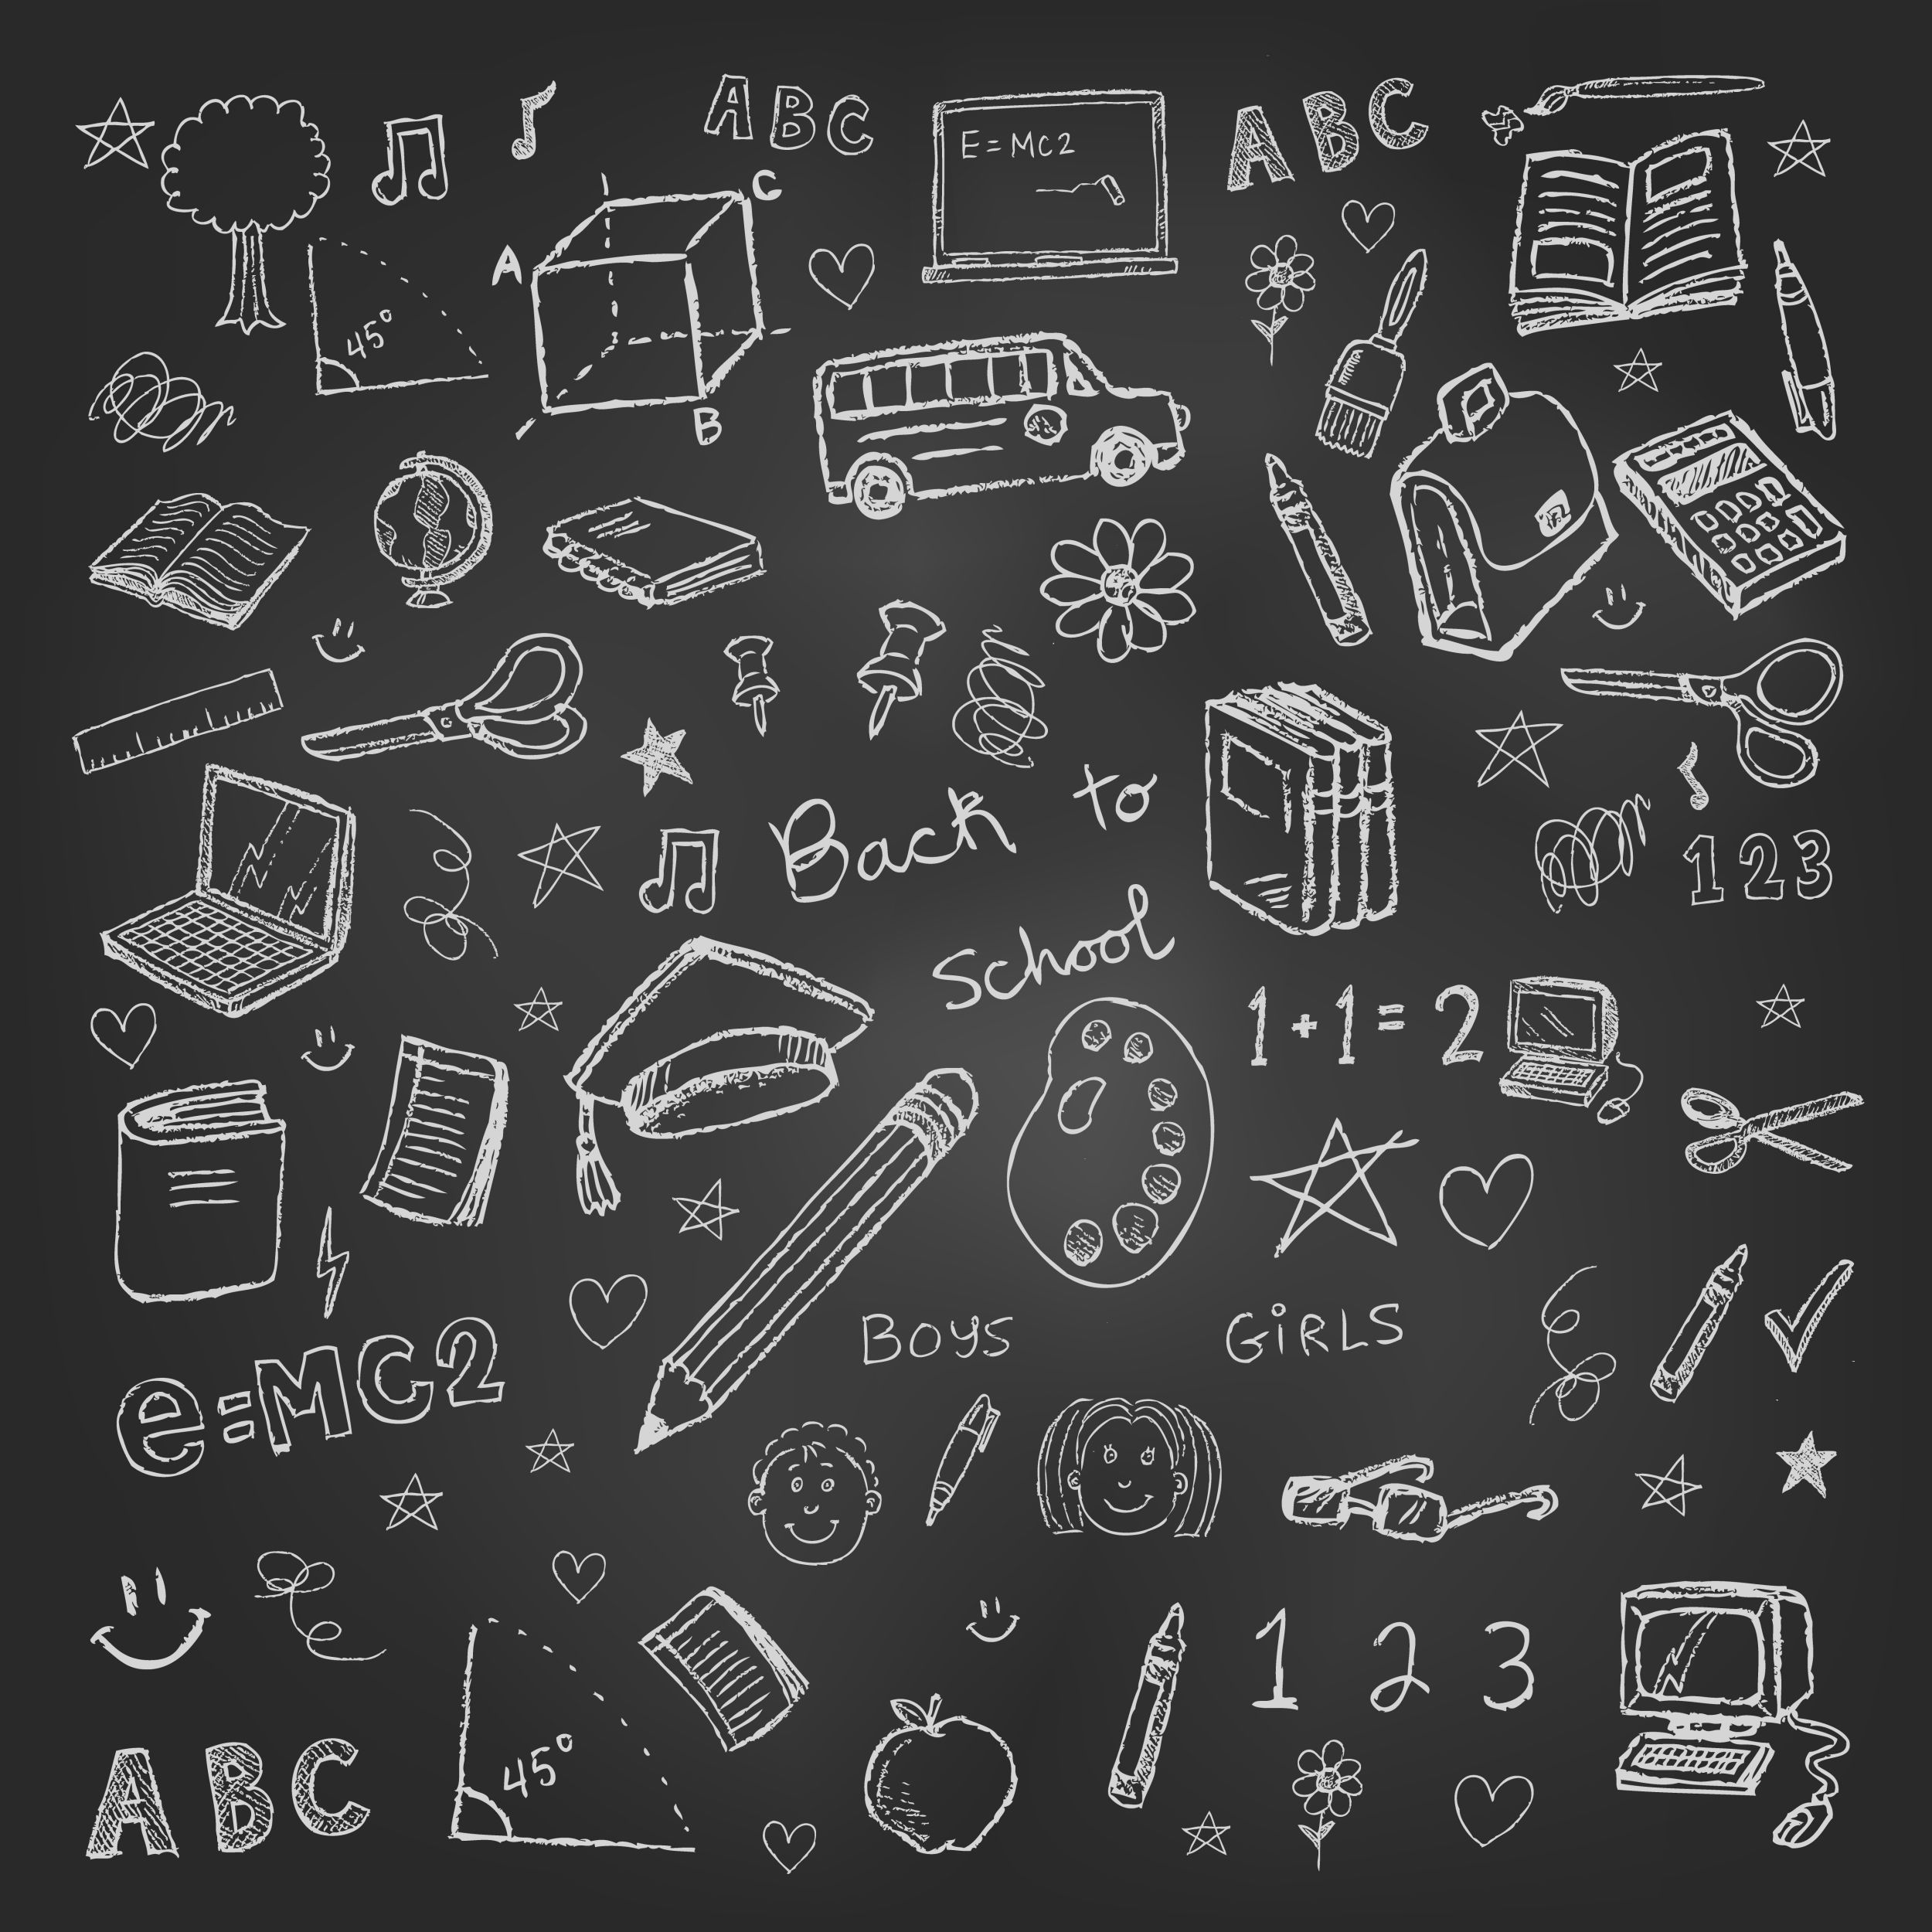 ABC
E=MC2
ABC
C
A
45°
B
Back to
School
123
1+1=2
BOYS
GiRLS
e=MC2
1 2 3
45°
ABC